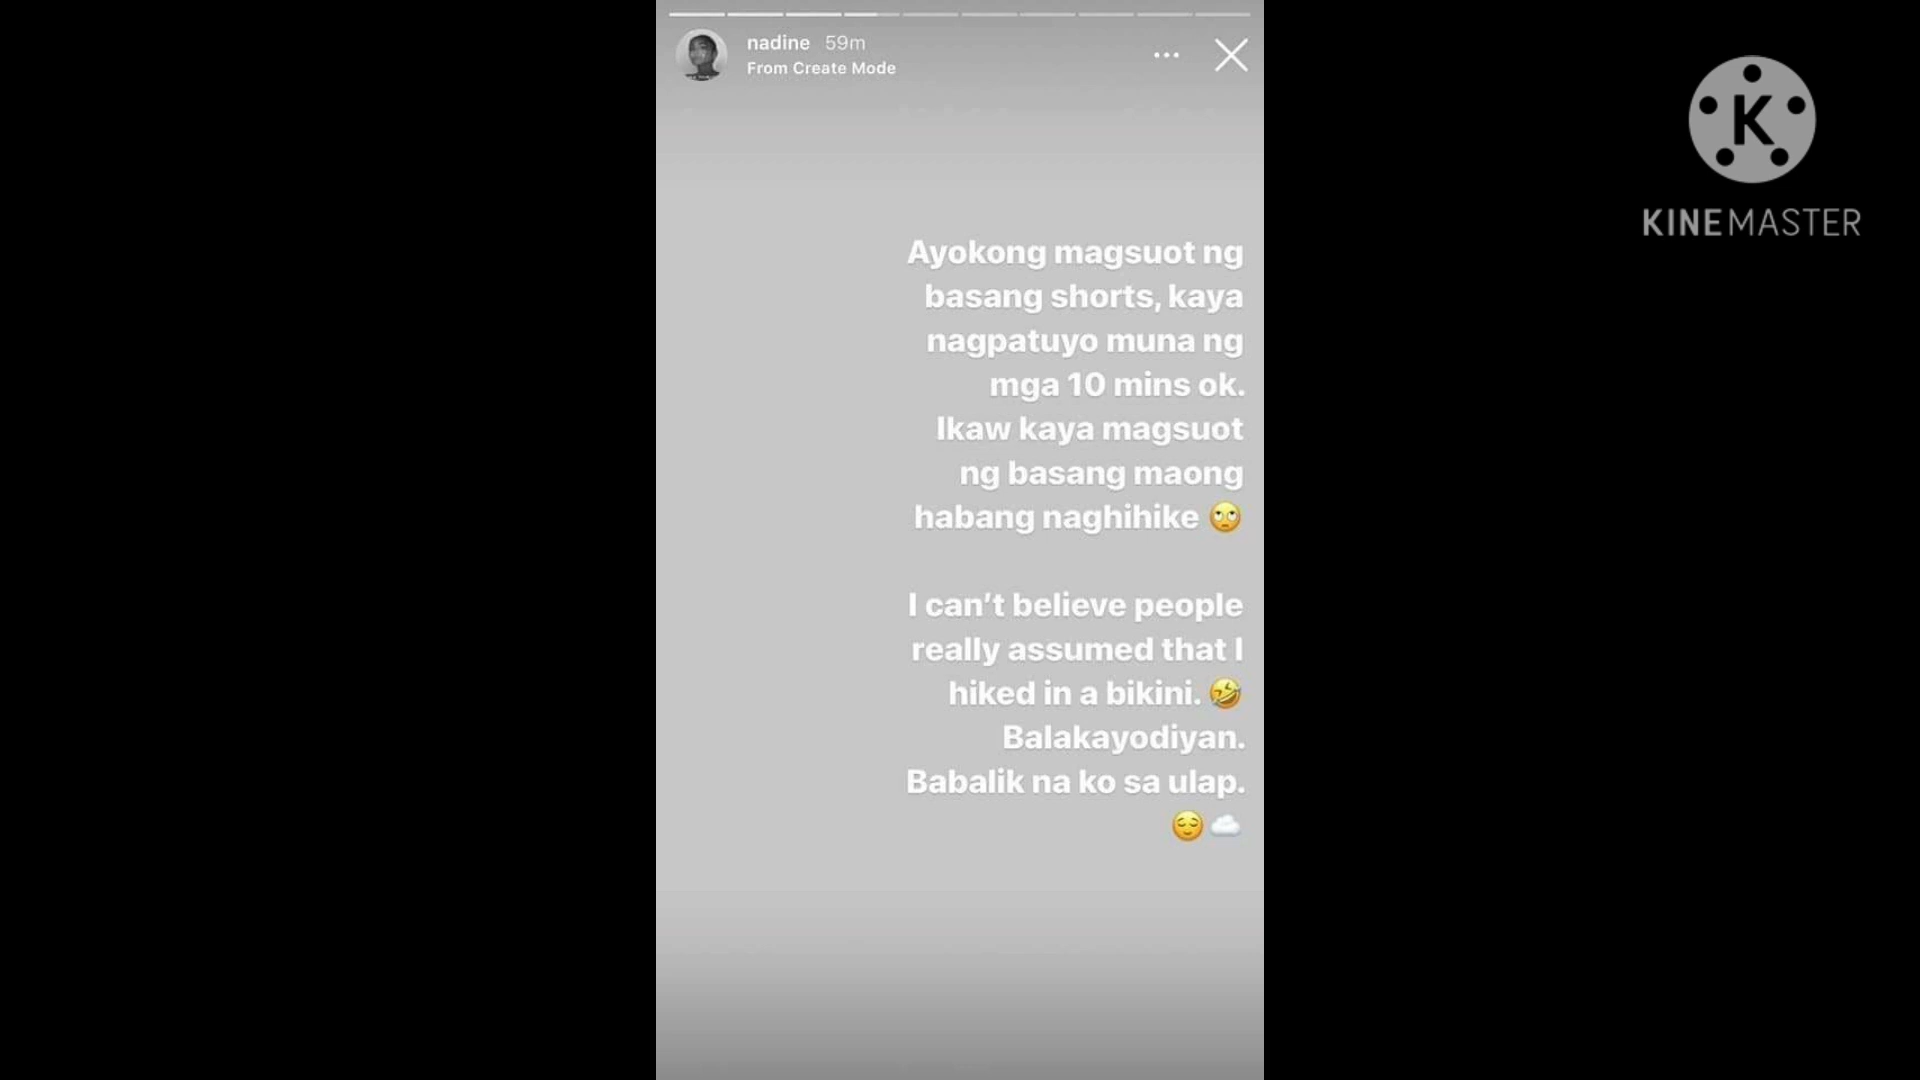 nadine 59m
From Create Mode
K
KINEMASTER
Ayokong magsuot ng
basang shorts, kaya
nagpatuyo muna ng
mga 10 mins ok.
Ikaw kaya magsuot
ng basang maong
habang naghihike 🙄
I can't believe people
really assumed that I
hiked in a bikini. 🤣
Balakayodiyan.
Babalik na ko sa ulap.
😌☁️